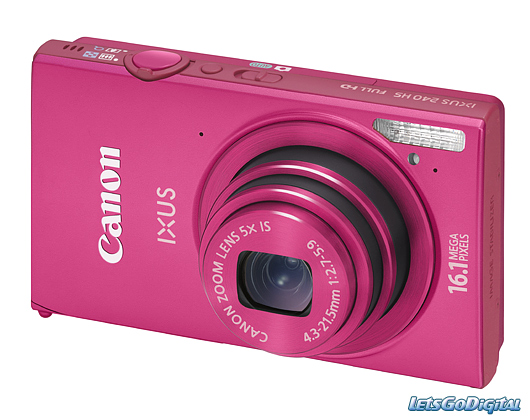 IXUS 240 HS FULL HD
Canon
IXUS
CANON ZOOM LENS 5X IS
4.3-21.5mm 1:2.7-5.9
16.1 MEGA
PIXELS
LETSGODIGITAL